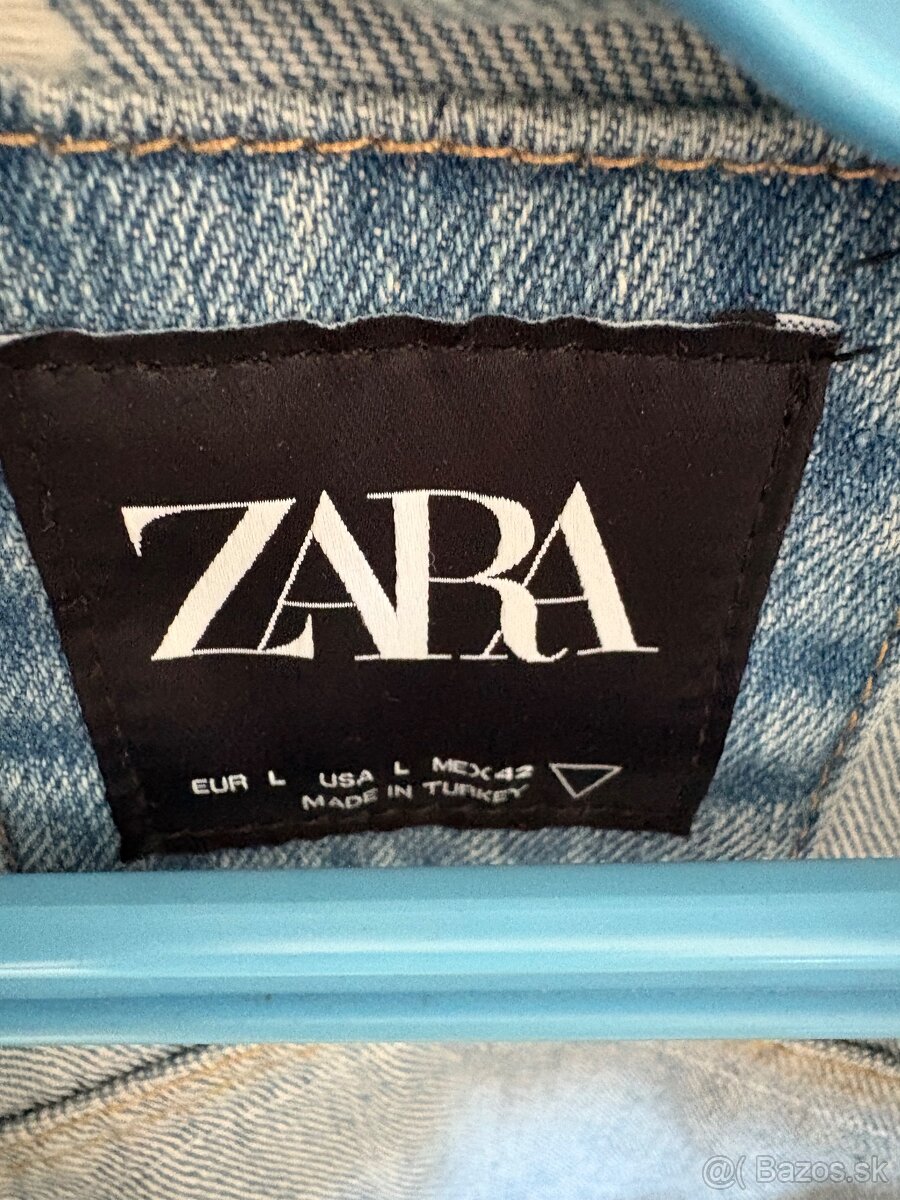 ZARA
EUR L USA L MEX 42
MADE IN TURKEY
@( Bazos.sk